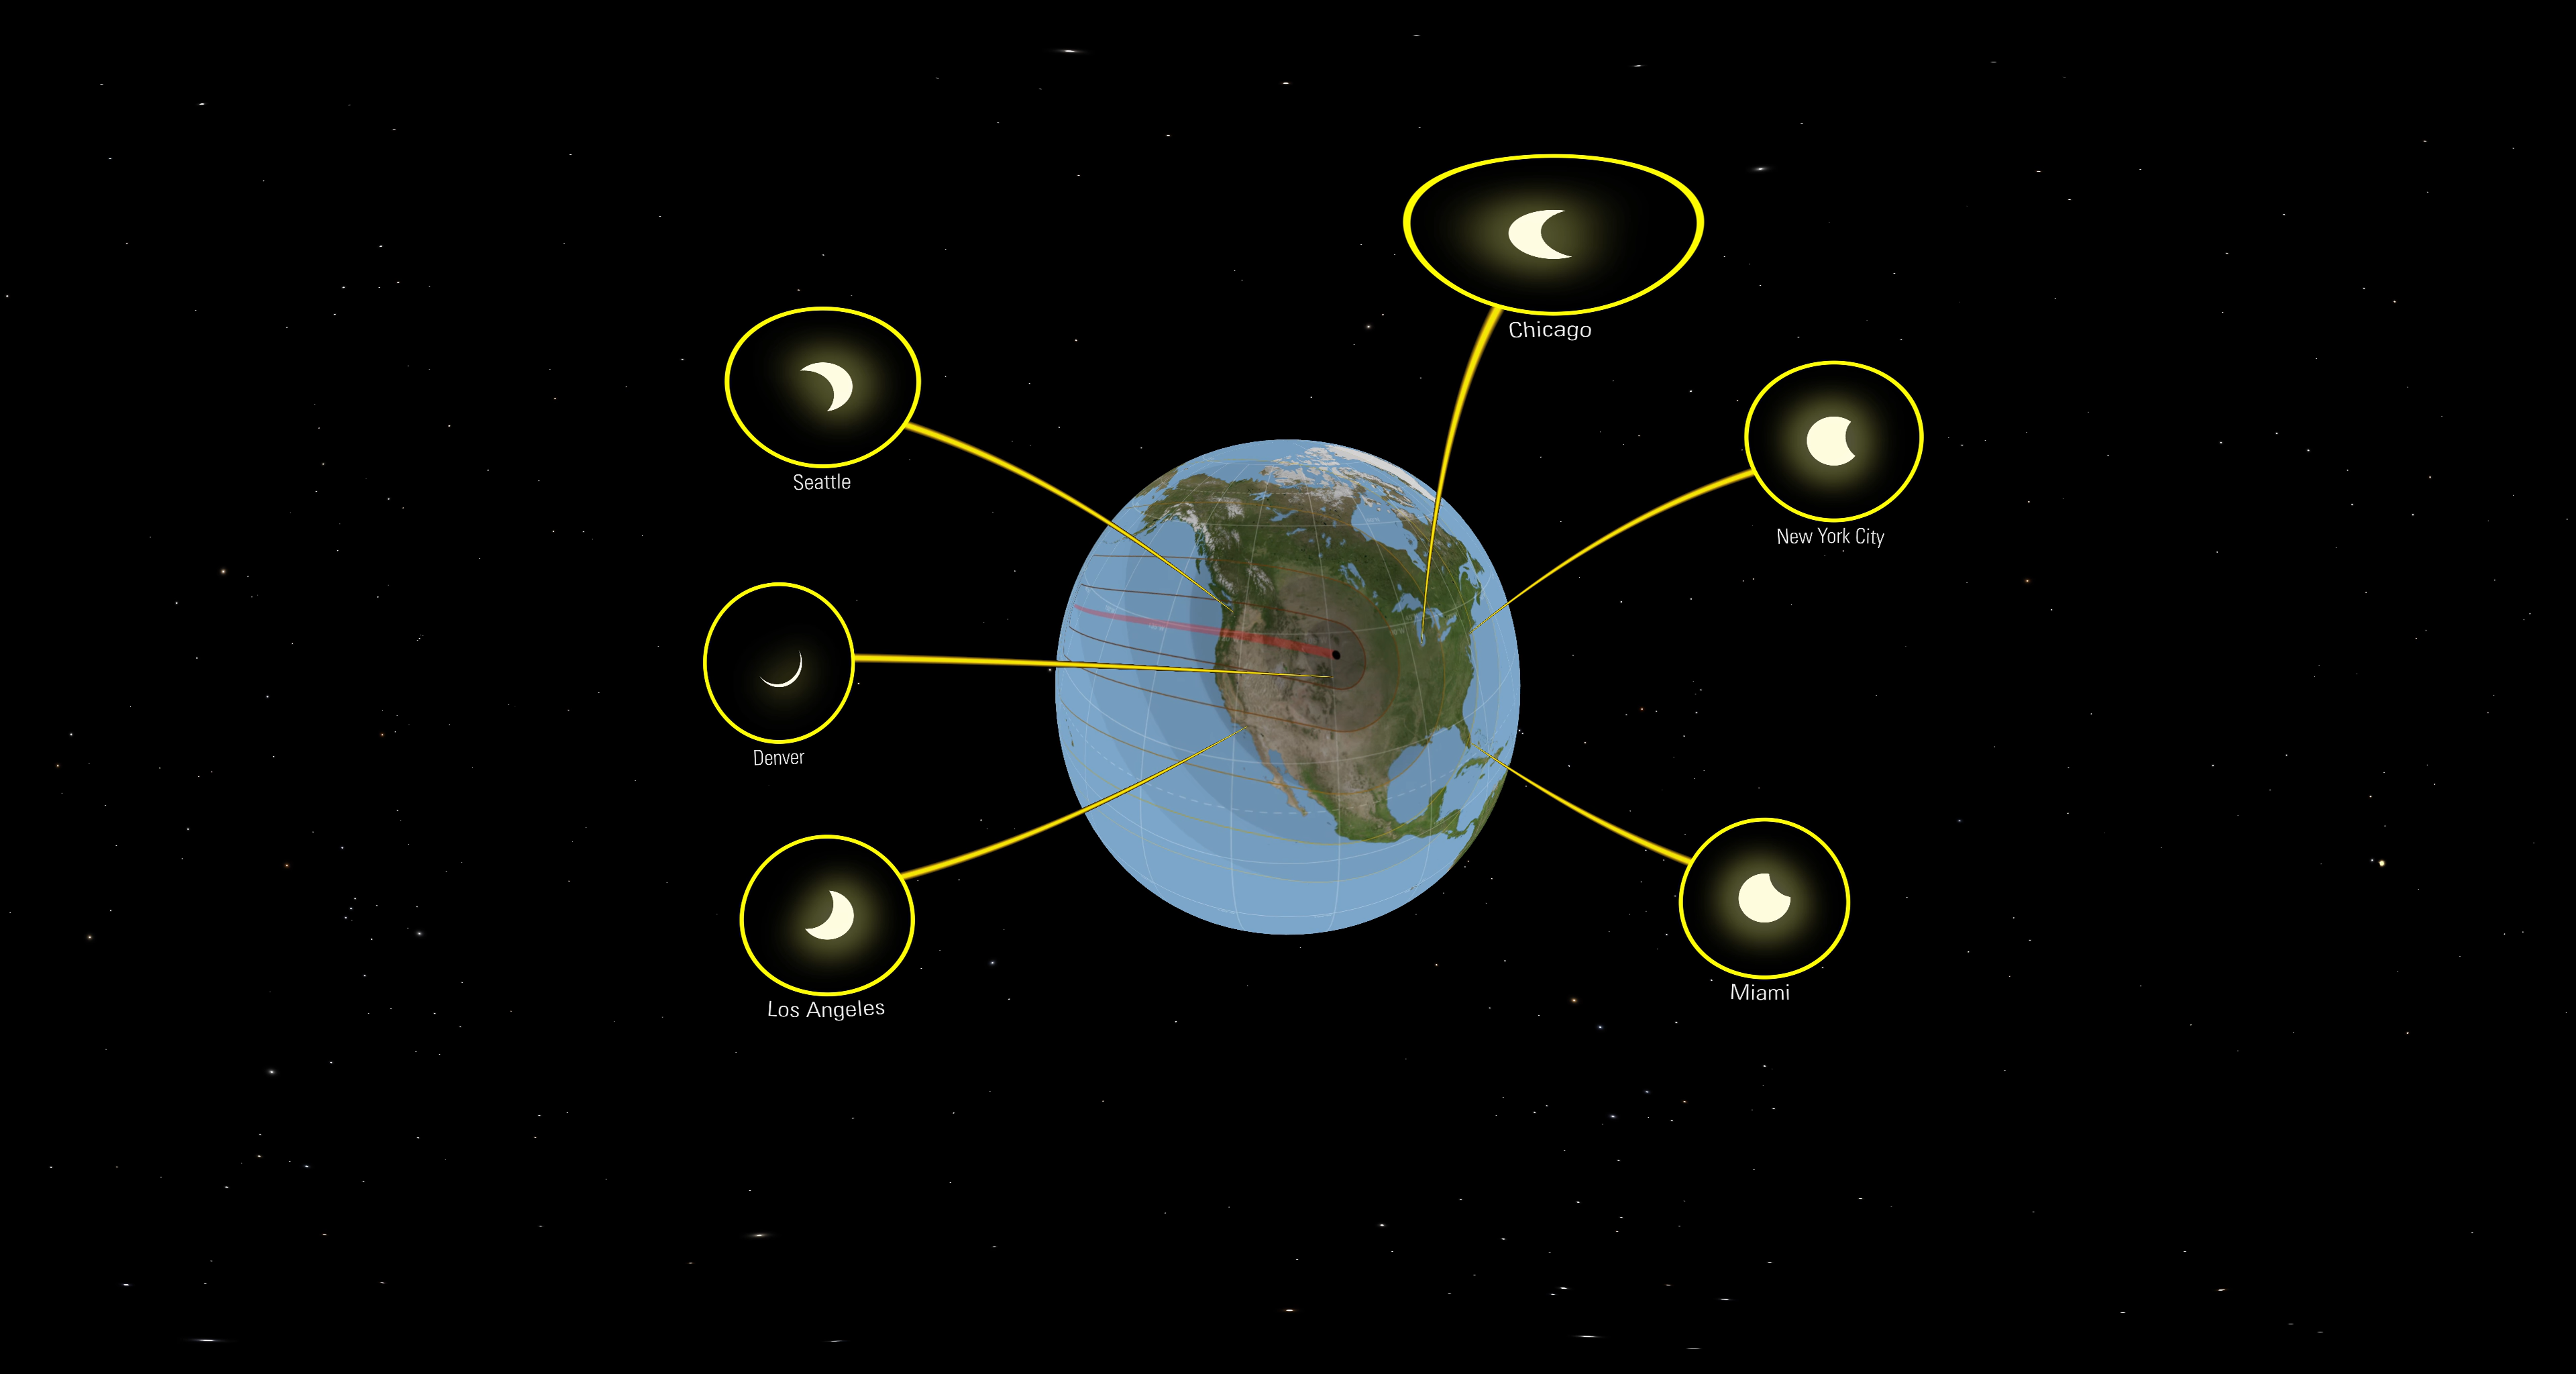 Chicago
Seattle
New York City
Denver
Los Angeles
Miami